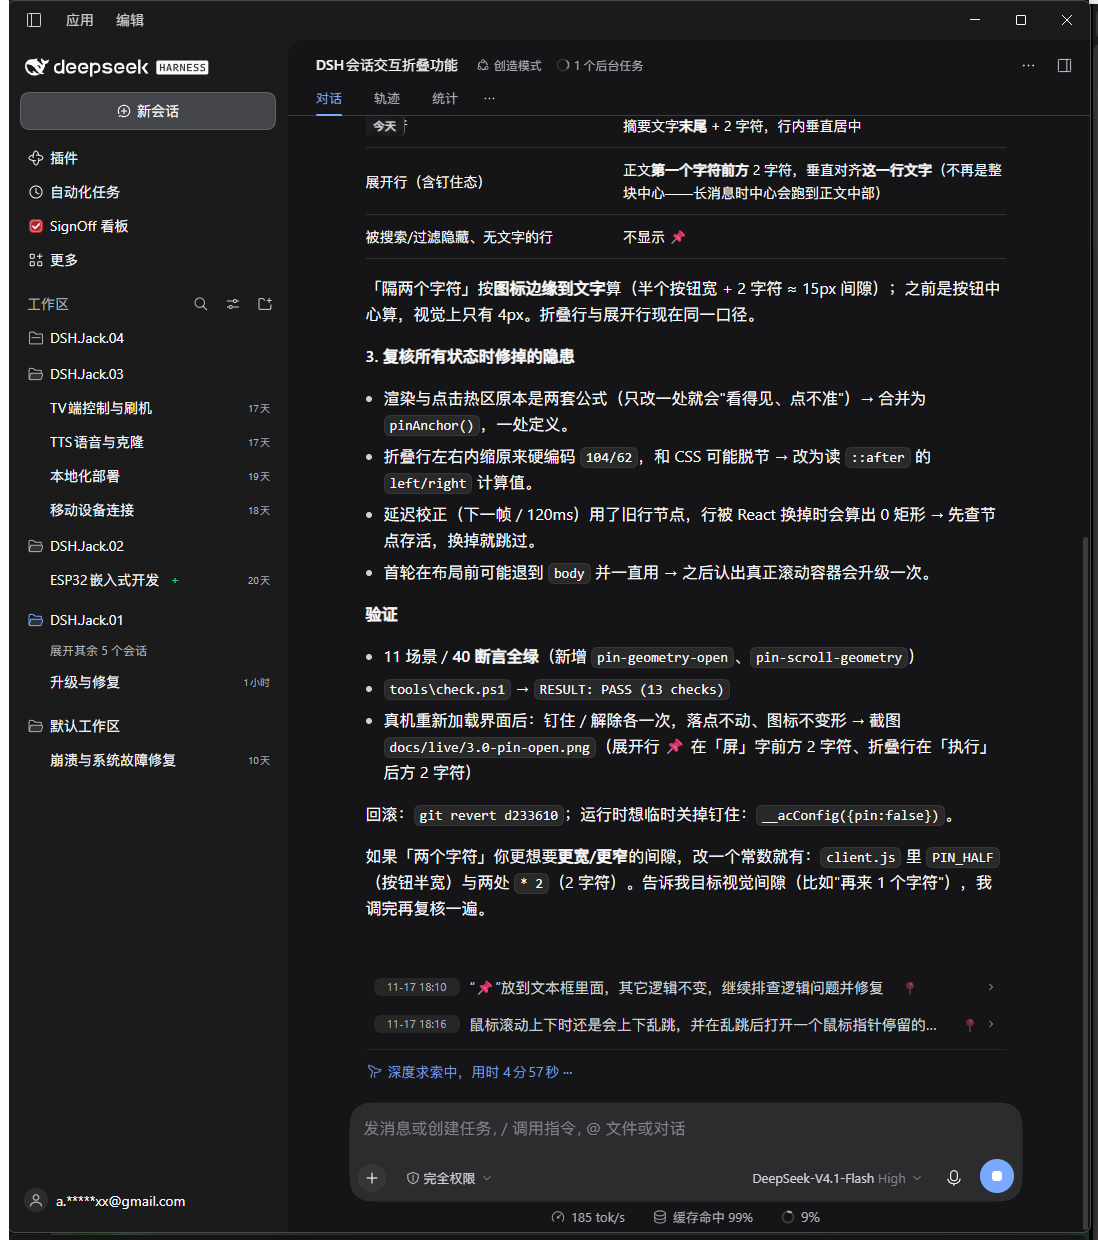 应用 编辑
deepseek HARNESS
新会话
插件
自动化任务
SignOff 看板
更多
工作区
DSHJack.04
DSHJack.03
TV端控制与刷机 17天
TTS语音与克隆 17天
本地化部署 19天
移动设备连接 18天
DSHJack.02
ESP32嵌入式开发 + 20天
DSHJack.01
展开其余 5 个会话
升级与修复 1小时
默认工作区
崩溃与系统故障修复 10天
a.*****xx@gmail.com
DSH会话交互折叠功能 创造模式 1 个后台任务 ···
对话 轨迹 统计 ···
今天 摘要文字末尾 + 2 字符，行内垂直居中
展开行（含钉住态） 正文第一个字符前方 2 字符，垂直对齐这一行文字（不再是整
块中心——长消息时中心会跑到正文中部）
被搜索/过滤隐藏、无文字的行 不显示 📌
「隔两个字符」按图标边缘到文字算（半个按钮宽 + 2 字符 ≈ 15px 间隙）；之前是按钮中
心算，视觉上只有 4px。折叠行与展开行现在同一口径。
3. 复核所有状态时修掉的隐患
• 渲染与点击热区原本是两套公式（只改一处就会"看得见、点不准"）→ 合并为
pinAnchor()，一处定义。
• 折叠行左右内缩原来硬编码 104/62，和 CSS 可能脱节 → 改为读 ::after 的
left/right 计算值。
• 延迟校正（下一帧 / 120ms）用了旧行节点，行被 React 换掉时会算出 0 矩形 → 先查节
点存活，换掉就跳过。
• 首轮在布局前可能退到 body 并一直用 → 之后认出真正滚动容器会升级一次。
验证
• 11 场景 / 40 断言全绿（新增 pin-geometry-open、pin-scroll-geometry）
• tools\check.ps1 → RESULT: PASS (13 checks)
• 真机重新加载界面后：钉住 / 解除各一次，落点不动、图标不变形 → 截图
docs/live/3.0-pin-open.png（展开行 📌 在「屏」字前方 2 字符、折叠行在「执行」
后方 2 字符）
回滚：git revert d233610；运行时想临时关掉钉住：__acConfig({pin:false})。
如果「两个字符」你更想要更宽/更窄的间隙，改一个常数就有：client.js 里 PIN_HALF
（按钮半宽）与两处 * 2（2 字符）。告诉我目标视觉间隙（比如"再来 1 个字符"），我
调完再复核一遍。
11-17 18:10 “📌”放到文本框里面，其它逻辑不变，继续排查逻辑问题并修复
11-17 18:16 鼠标滚动上下时还是会上下乱跳，并在乱跳后打开一个鼠标指针停留的...
深度求索中，用时 4分57秒 ···
发消息或创建任务, / 调用指令, @ 文件或对话
完全权限 DeepSeek-V4.1-Flash High
185 tok/s 缓存命中 99% 9%